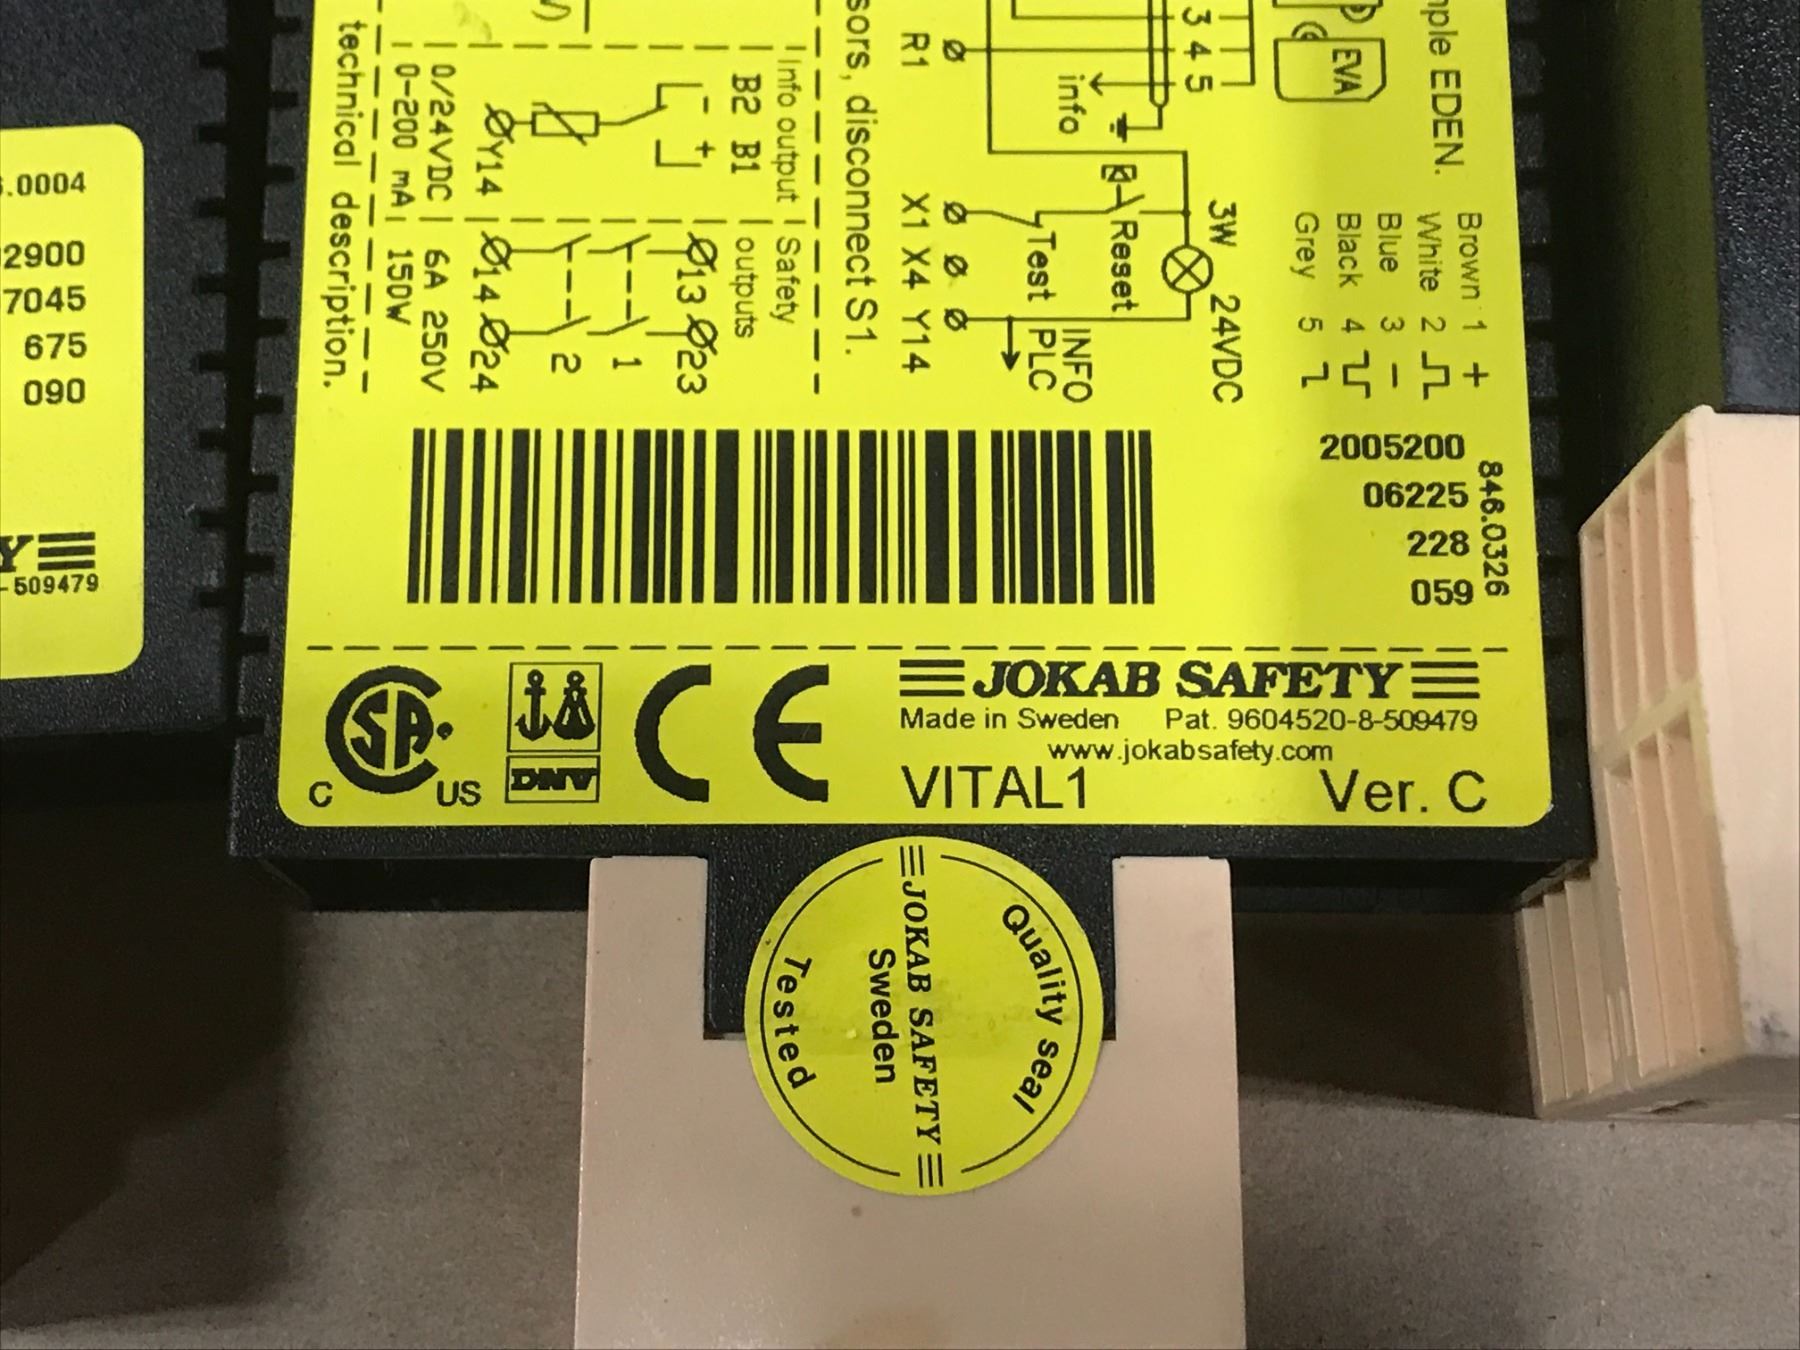 .0004
2900
7045
675
090
Y
-509479
mple EDEN.
EVA
Brown 1 +
White 2
Blue 3 –
Black 4
Grey 5
3 4 5
info
3W 24VDC
Reset
Test
INFO
PLC
R1 X1 X4 Y14
sors, disconnect S1.
Info output
Safety
outputs
B2 B1
- +
Y14
13 23
1
2
14 24
0/24VDC
0-200 mA
6A 250V
150W
technical description.
2005200
06225
228
059
846.0326
JOKAB SAFETY
Made in Sweden Pat. 9604520-8-509479
www.jokabsafety.com
VITAL1 Ver. C
C SA US
DNV
CE
Quality seal
JOKAB SAFETY
Sweden
Tested